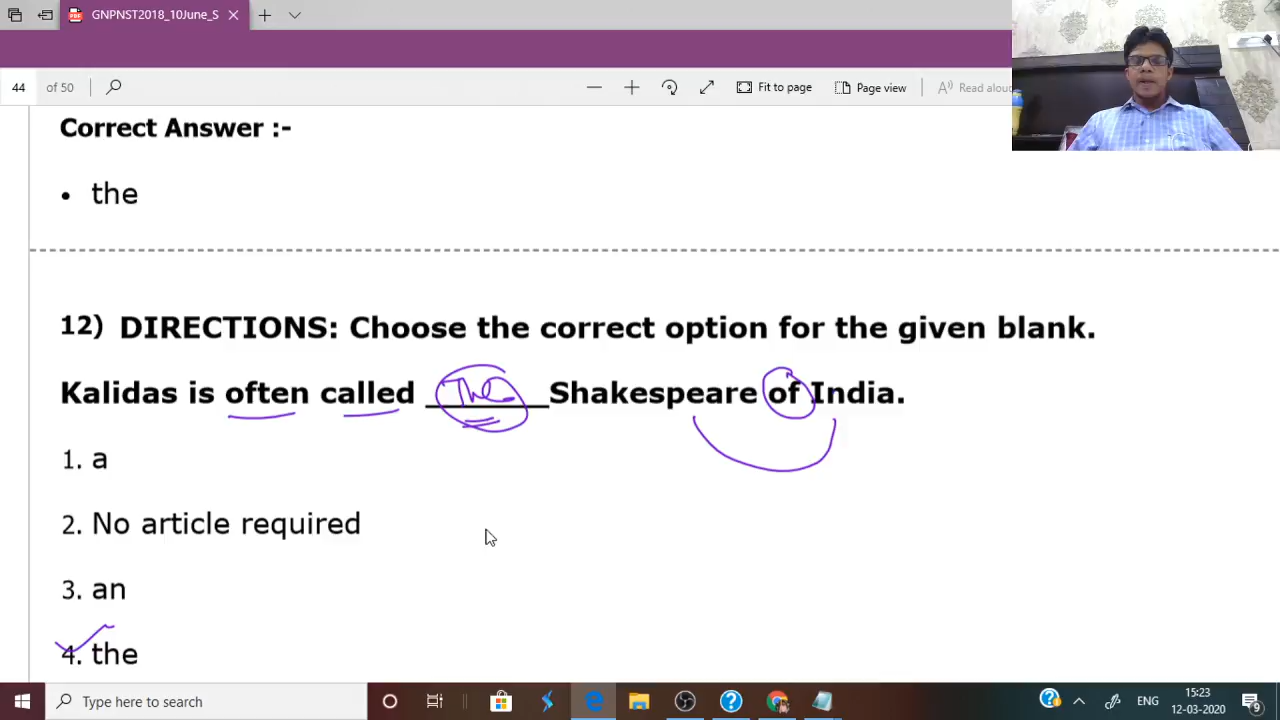 GNPNST2018_10June_S
44 of 50 Fit to page Page view Read alou
Correct Answer :-
• the
12) DIRECTIONS: Choose the correct option for the given blank.
Kalidas is often called The Shakespeare of India.
1. a
2. No article required
3. an
4. the
Type here to search
ENG
15:23
12-03-2020
9